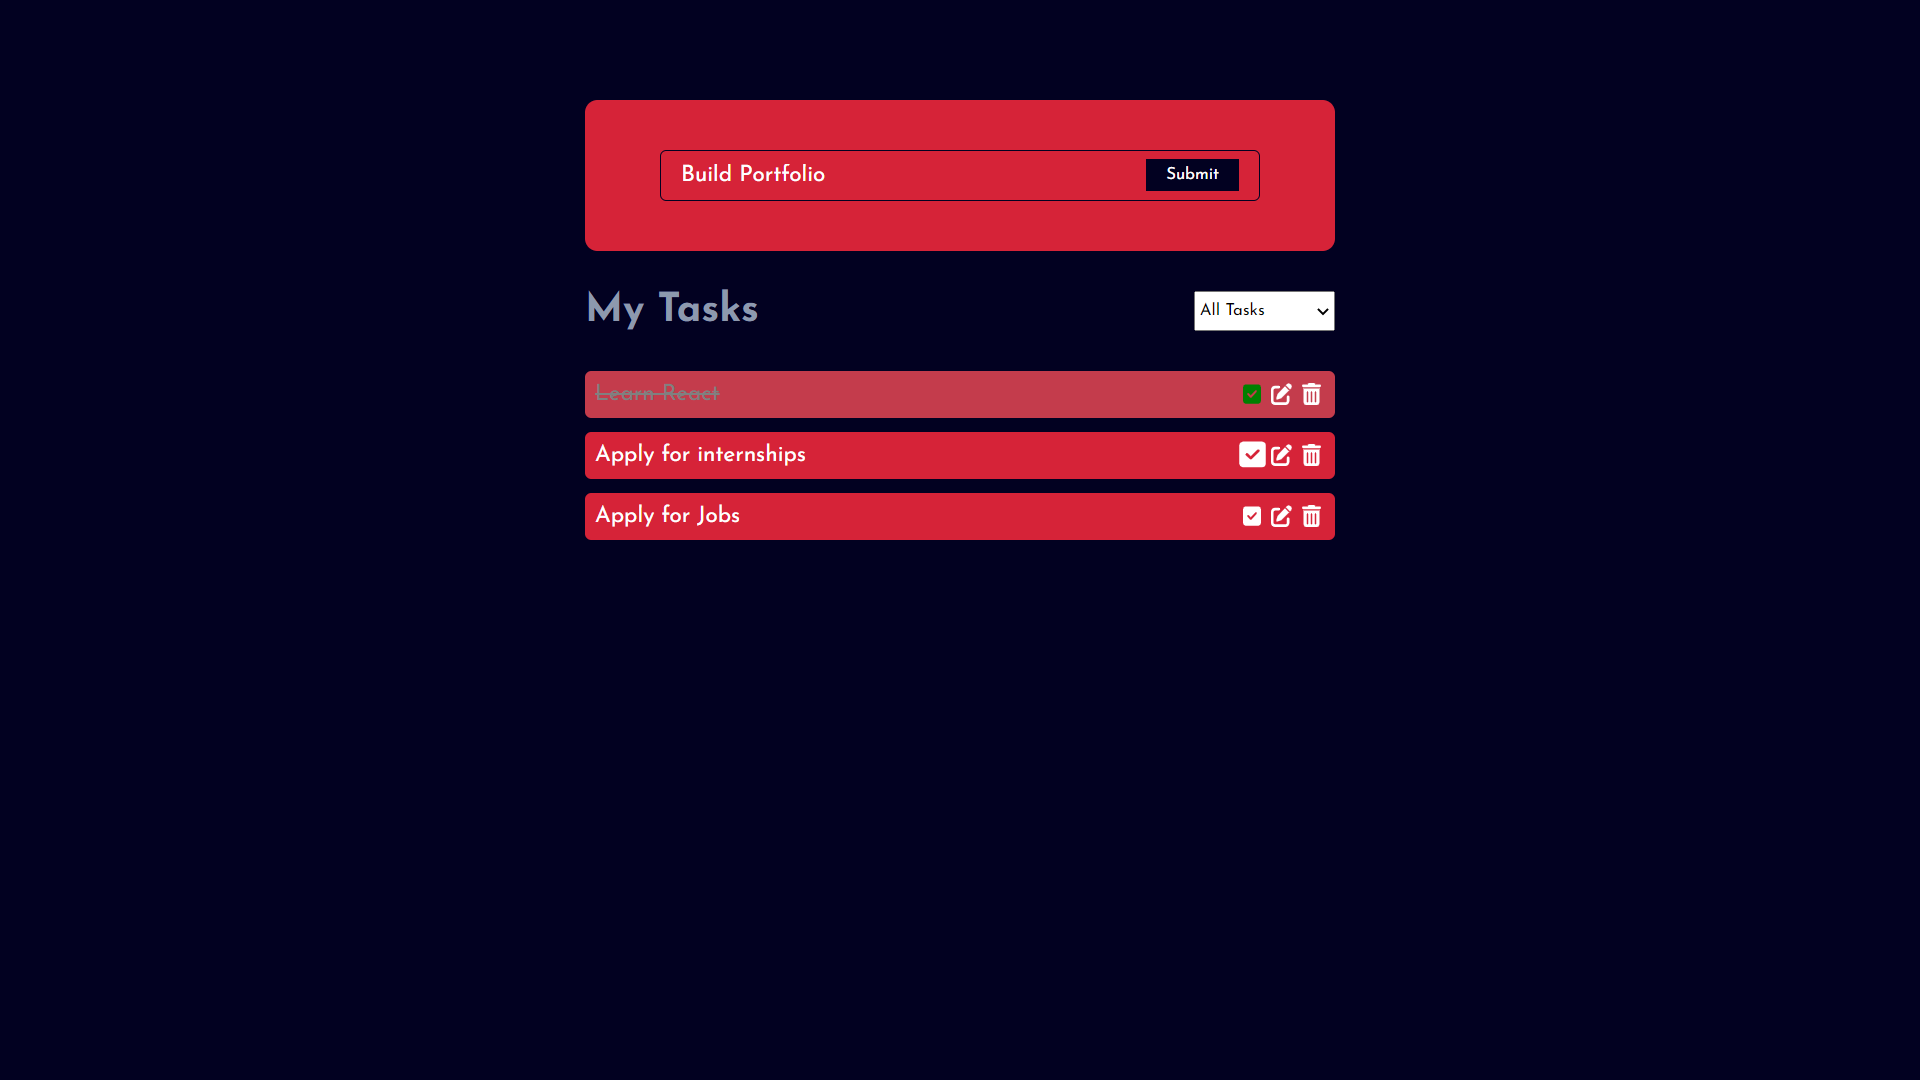 Build Portfolio
Submit
My Tasks
All Tasks
Learn React
Apply for internships
Apply for Jobs